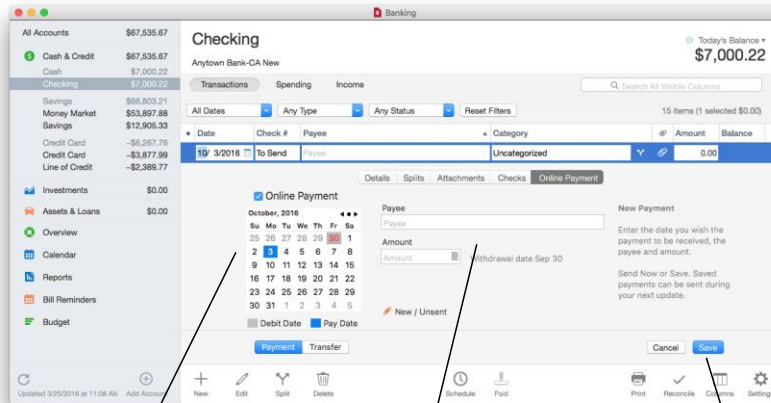 Banking
All Accounts $67,535.67
Cash & Credit $67,535.67
Cash $7,000.22
Checking $7,000.22
Savings $66,803.21
Money Market $53,897.88
Savings $12,905.33
Credit Card –$6,267.76
Credit Card –$3,877.99
Line of Credit –$2,389.77
Investments $0.00
Assets & Loans $0.00
Overview
Calendar
Reports
Bill Reminders
Budget
Updated 3/25/2016 at 11:08 AM Add Account
Checking
Anytown Bank-CA New
Today's Balance
$7,000.22
Transactions Spending Income
Search All Visible Columns
All Dates Any Type Any Status Reset Filters 15 items (1 selected $0.00)
Date Check # Payee Category Amount Balance
10/ 3/2016 To Send Payee Uncategorized 0.00
Details Splits Attachments Checks Online Payment
Online Payment
October, 2016
Su Mo Tu We Th Fr Sa
25 26 27 28 29 30 1
2 3 4 5 6 7 8
9 10 11 12 13 14 15
16 17 18 19 20 21 22
23 24 25 26 27 28 29
30 31 1 2 3 4 5
Debit Date Pay Date
Payee
Payee
Amount
Amount Withdrawal date Sep 30
New / Unsent
New Payment
Enter the date you wish the
payment to be received, the
payee and amount.
Send Now or Save. Saved
payments can be sent during
your next update.
Payment Transfer
Cancel Save
New Edit Split Delete Schedule Paid Print Reconcile Columns Setting